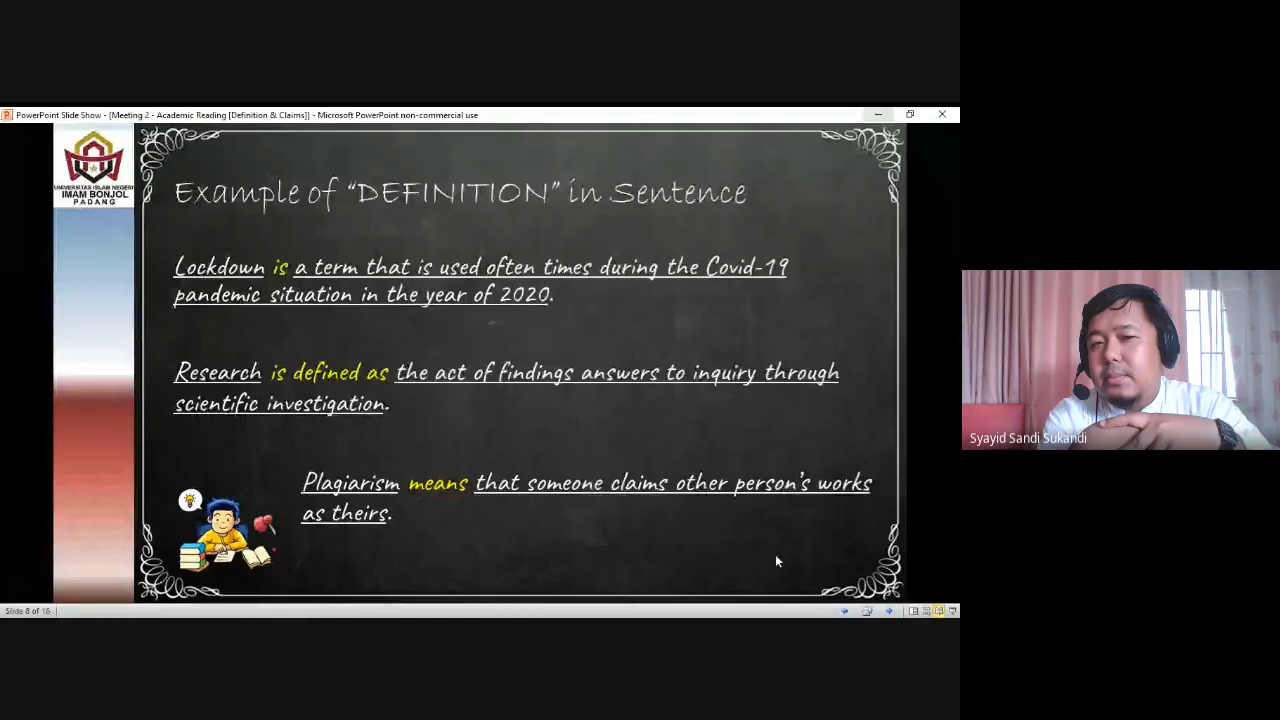 PowerPoint Slide Show - [Meeting 2 - Academic Reading [Definition & Claims]] - Microsoft PowerPoint non-commercial use
UNIVERSITAS ISLAM NEGERI
IMAM BONJOL
PADANG
Example of “DEFINITION” in Sentence
Lockdown is a term that is used often times during the Covid-19
pandemic situation in the year of 2020.
Research is defined as the act of findings answers to inquiry through
scientific investigation.
Plagiarism means that someone claims other person’s works
as theirs.
Syayid Sandi Sukandi
Slide 8 of 16